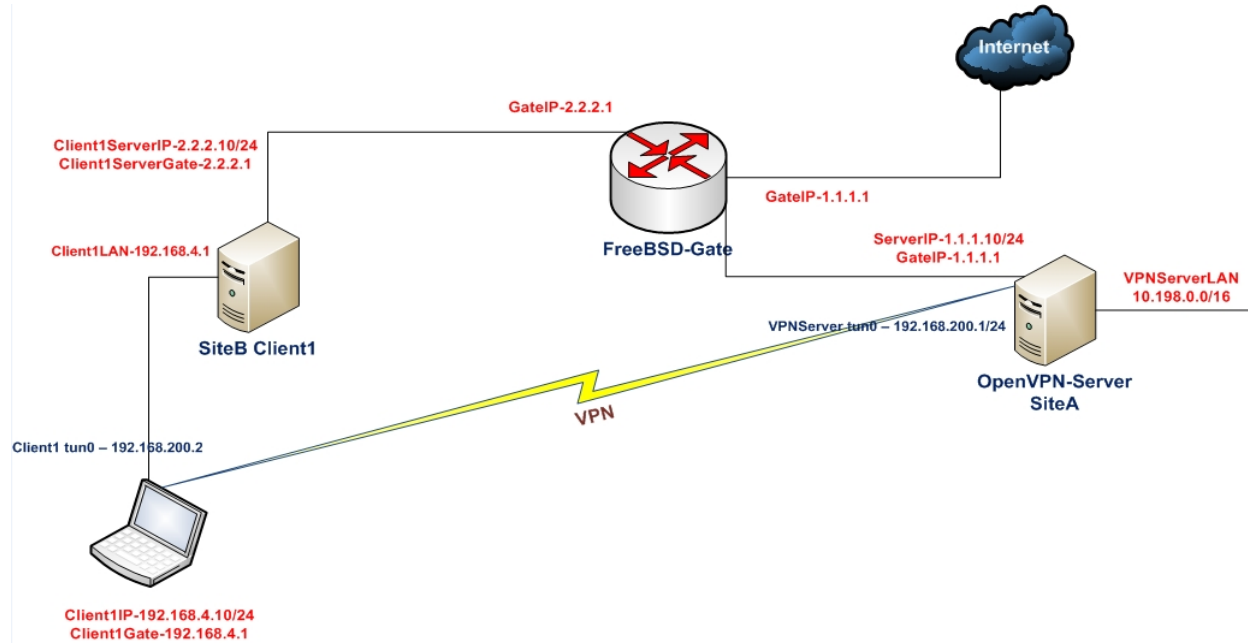 Internet
GateIP-2.2.2.1
Client1ServerIP-2.2.2.10/24
Client1ServerGate-2.2.2.1
GateIP-1.1.1.1
FreeBSD-Gate
ServerIP-1.1.1.10/24
GateIP-1.1.1.1
Client1LAN-192.168.4.1
VPNServerLAN
10.198.0.0/16
VPNServer tun0 – 192.168.200.1/24
SiteB Client1
OpenVPN-Server
SiteA
VPN
Client1 tun0 – 192.168.200.2
Client1IP-192.168.4.10/24
Client1Gate-192.168.4.1